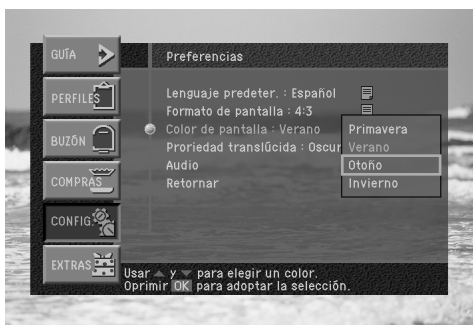 GUÍA
PERFILES
BUZÓN
COMPRAS
CONFIG.
EXTRAS
Preferencias
Lenguaje predeter. : Español
Formato de pantalla : 4:3
Color de pantalla : Verano
Proriedad translúcida : Oscur
Audio
Retornar
Primavera
Verano
Otoño
Invierno
Usar y para elegir un color.
Oprimir OK para adoptar la selección.